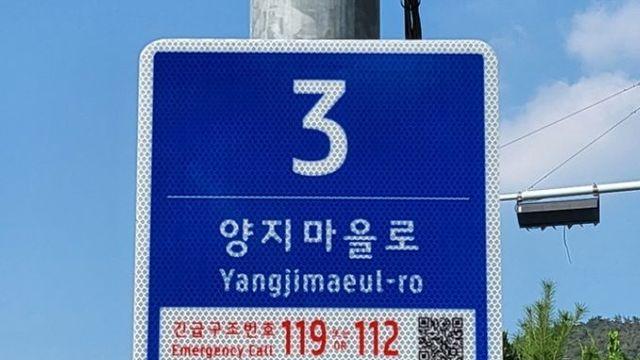 3
양지마을로
Yangjimaeul-ro
긴급구조번호 119 또는 112
Emergency Call OR